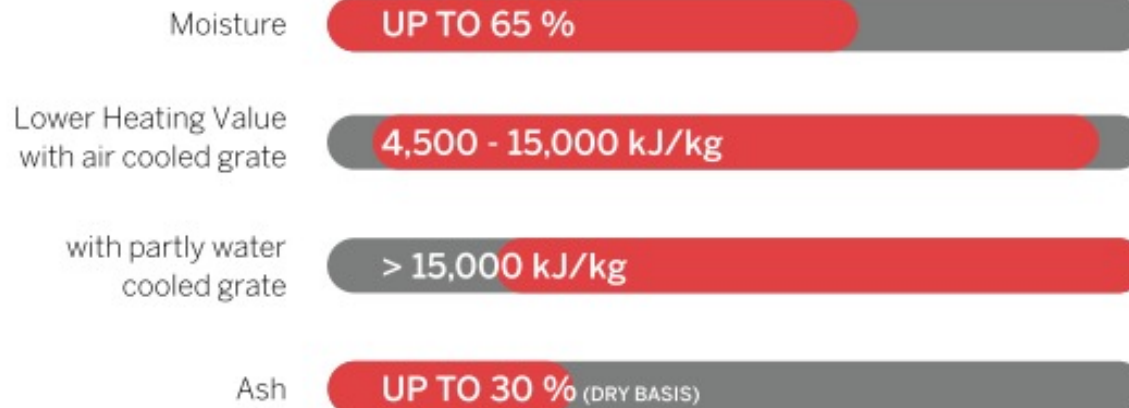 Moisture UP TO 65 %
Lower Heating Value
with air cooled grate
4,500 - 15,000 kJ/kg
with partly water
cooled grate
> 15,000 kJ/kg
Ash UP TO 30 % (DRY BASIS)